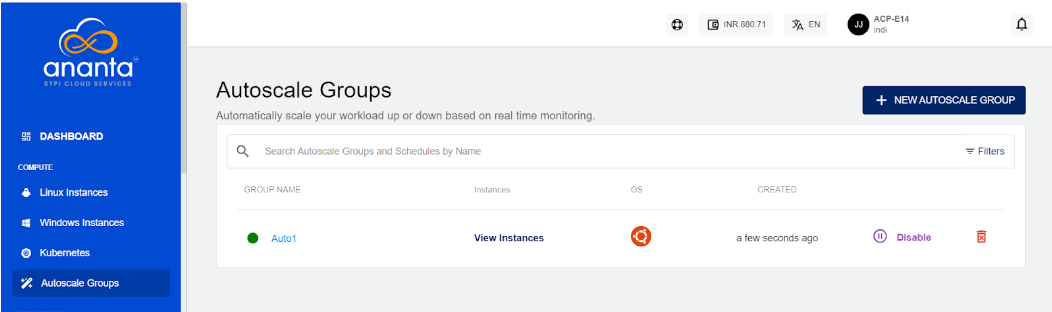 ananta
STPI CLOUD SERVICES
DASHBOARD
COMPUTE
Linux Instances
Windows Instances
Kubernetes
Autoscale Groups
INR 880.71
EN
JJ
ACP-E14
indi
Autoscale Groups
Automatically scale your workload up or down based on real time monitoring.
+ NEW AUTOSCALE GROUP
Search Autoscale Groups and Schedules by Name
Filters
GROUP NAME Instances OS CREATED
Auto1 View Instances a few seconds ago Disable